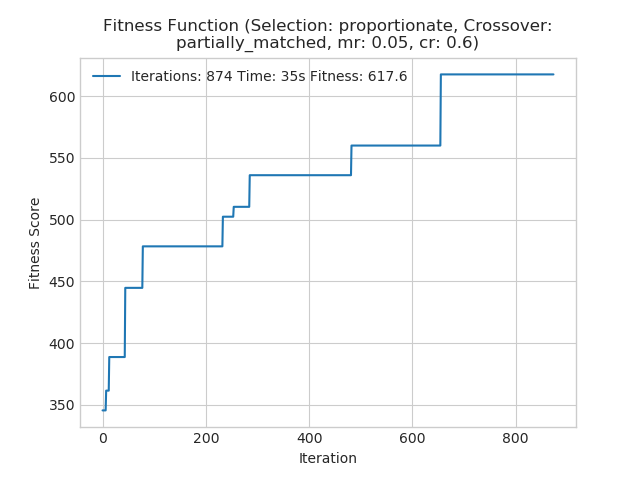 Fitness Function (Selection: proportionate, Crossover:
partially_matched, mr: 0.05, cr: 0.6)
Iterations: 874 Time: 35s Fitness: 617.6
600
550
500
450
400
350
Fitness Score
0 200 400 600 800
Iteration